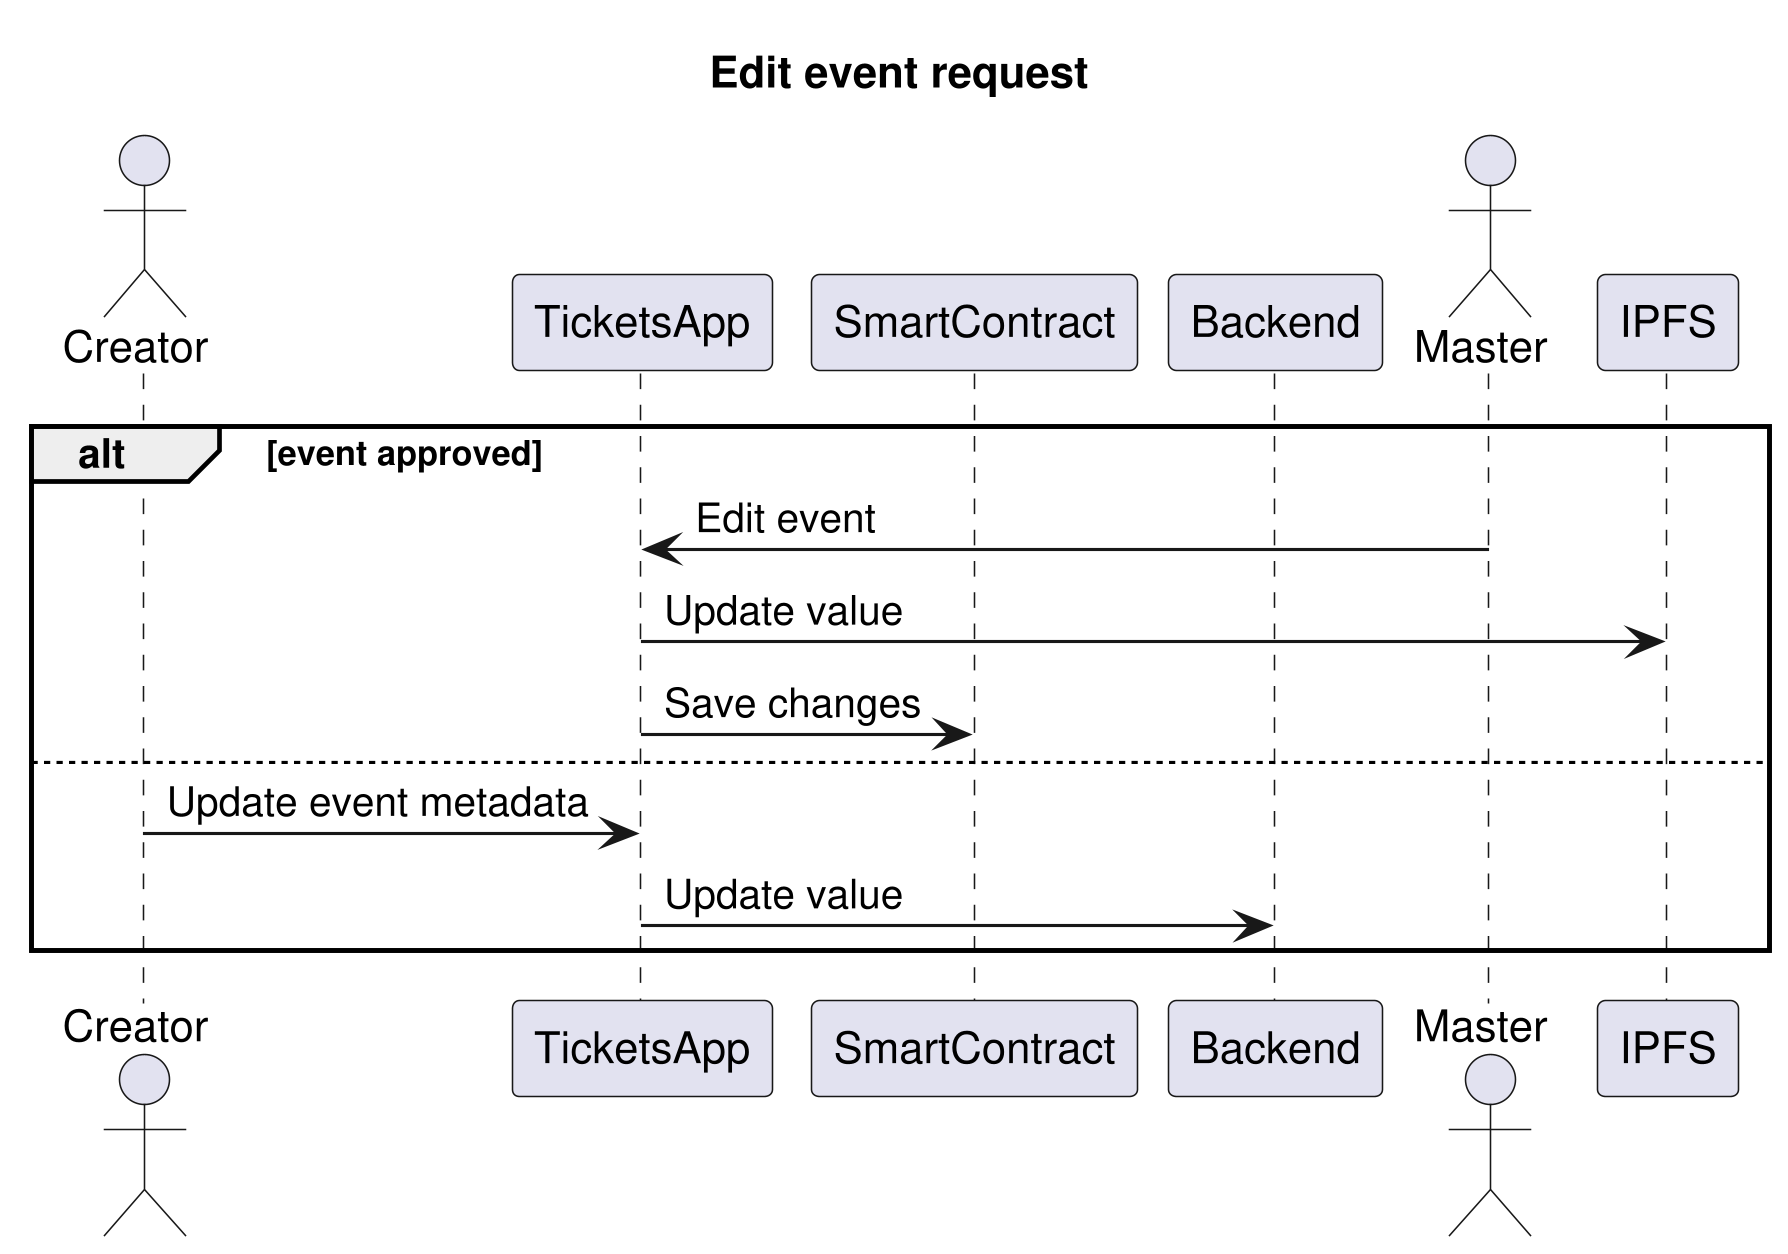 Edit event request
Creator
TicketsApp
SmartContract
Backend
Master
IPFS
alt
[event approved]
Edit event
Update value
Save changes
Update event metadata
Update value
Creator
TicketsApp
SmartContract
Backend
Master
IPFS